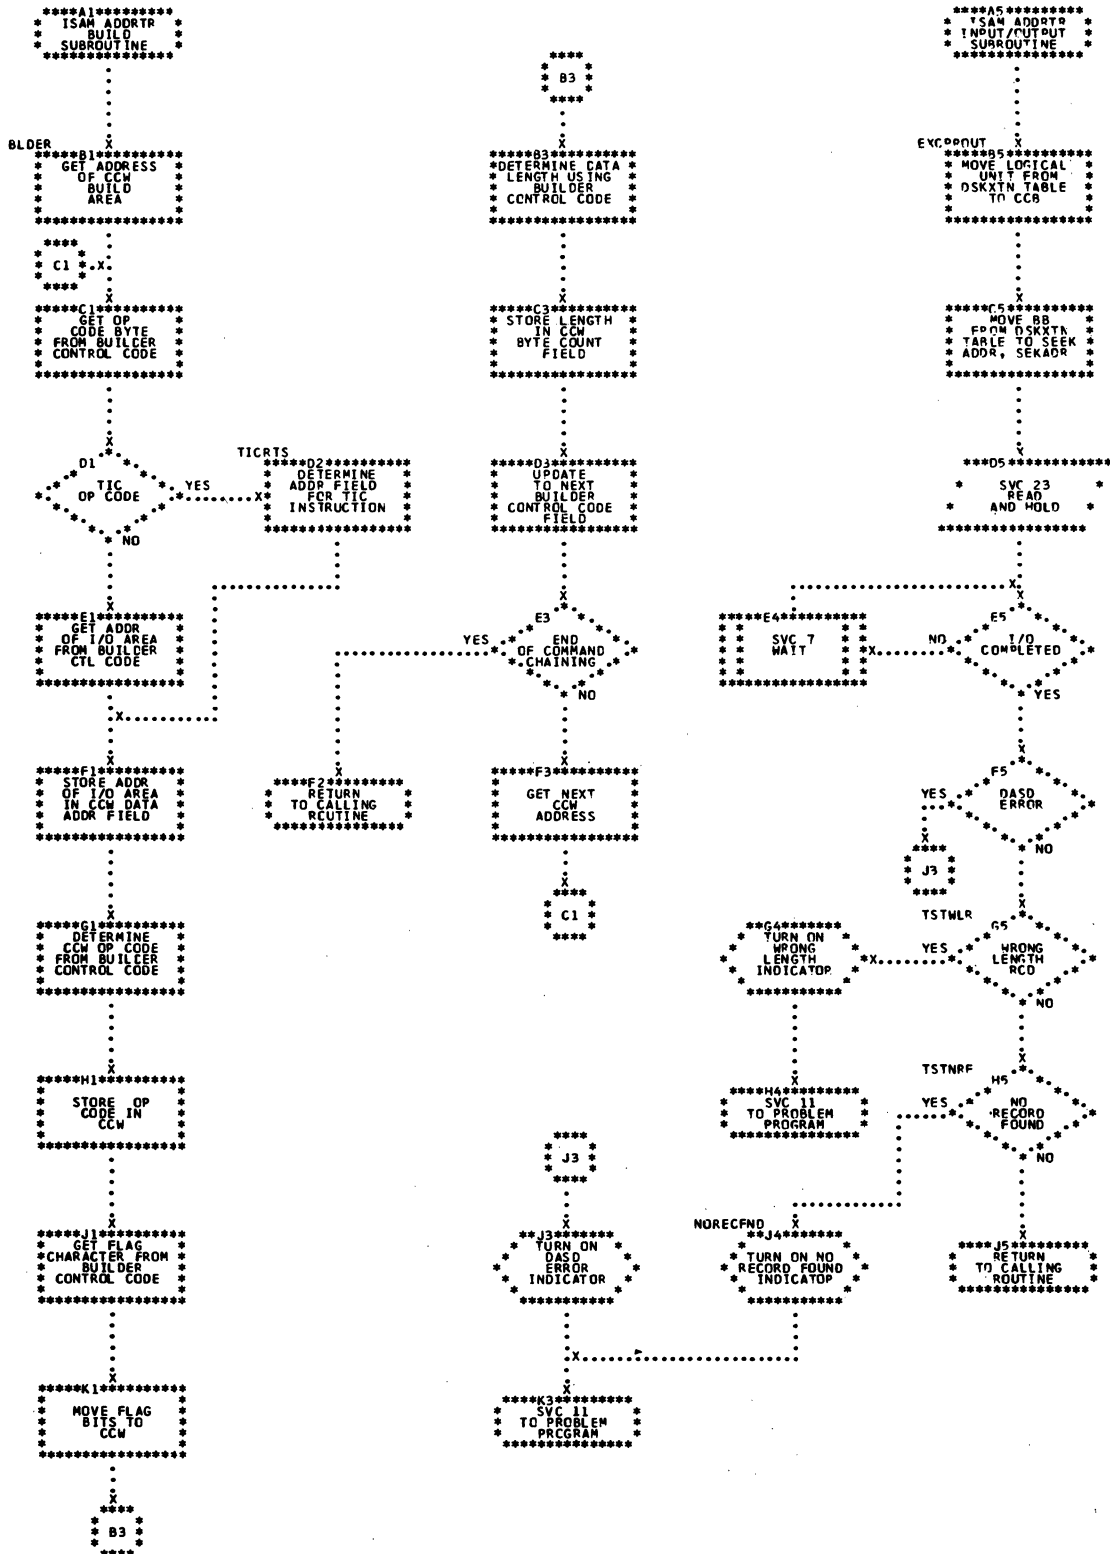 A1
ISAM ADDRTR
BUILD
SUBROUTINE
BLDER
B1
GET ADDRESS
OF CCW
BUILD
AREA
C1
C1
GET OP
CODE BYTE
FROM BUILDER
CONTROL CODE
D1
TIC
OP CODE
YES
NO
TICRTS
D2
DETERMINE
ADDR FIELD
FOR TIC
INSTRUCTION
E1
GET ADDR
OF I/O AREA
FROM BUILDER
CTL CODE
F1
STORE ADDR
OF I/O AREA
IN CCW DATA
ADDR FIELD
G1
DETERMINE
CCW OP CODE
FROM BUILDER
CONTROL CODE
H1
STORE OP
CODE IN
CCW
J1
GET FLAG
CHARACTER FROM
BUILDER
CONTROL CODE
K1
MOVE FLAG
BITS TO
CCW
B3
B3
B3
DETERMINE CATA
LENGTH USING
BUILDER
CONTROL CODE
C3
STORE LENGTH
IN CCW
BYTE COUNT
FIELD
D3
UPDATE
TO NEXT
BUILDER
CONTROL CODE
FIELD
E3
END
OF COMMAND
CHAINING
YES
NO
F2
RETURN
TO CALLING
RCUTINE
F3
GET NEXT
CCW
ADDRESS
C1
J3
J3
TURN ON
DASD
ERROR
INDICATOR
K3
SVC 11
TO PROBLEM
PRCGRAM
A5
ISAM ADDRTR
INPUT/OUTPUT
SUBROUTINE
EXCPROUT
B5
MOVE LOGICAL
UNIT FROM
DSKXTN TABLE
TO CCB
C5
MOVE BB
FROM DSKXTN
TABLE TO SEEK
ADDR, SEKADR
D5
SVC 23
READ
AND HOLD
E4
SVC 7
WAIT
E5
I/O
COMPLETED
NO
YES
F5
DASD
ERROR
YES
NO
J3
TSTWLR
G5
WRONG
LENGTH
RCD
YES
NO
G4
TURN ON
WRONG
LENGTH
INDICATOR
H4
SVC 11
TO PROBLEM
PROGRAM
TSTNRF
H5
NO
RECORD
FOUND
YES
NO
NORECFND
J4
TURN ON NO
RECORD FOUND
INDICATOP
J5
RETURN
TO CALLING
ROUTINE